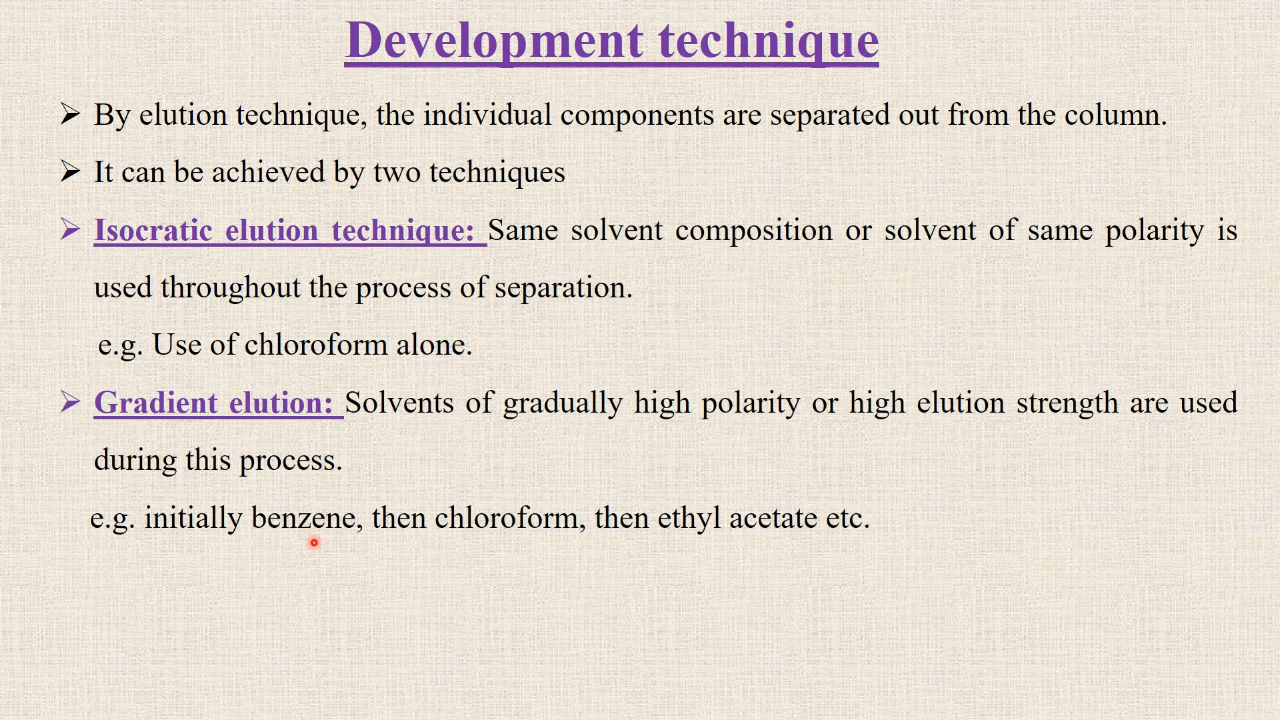 Development technique
By elution technique, the individual components are separated out from the column.
It can be achieved by two techniques
Isocratic elution technique: Same solvent composition or solvent of same polarity is
used throughout the process of separation.
e.g. Use of chloroform alone.
Gradient elution: Solvents of gradually high polarity or high elution strength are used
during this process.
e.g. initially benzene, then chloroform, then ethyl acetate etc.